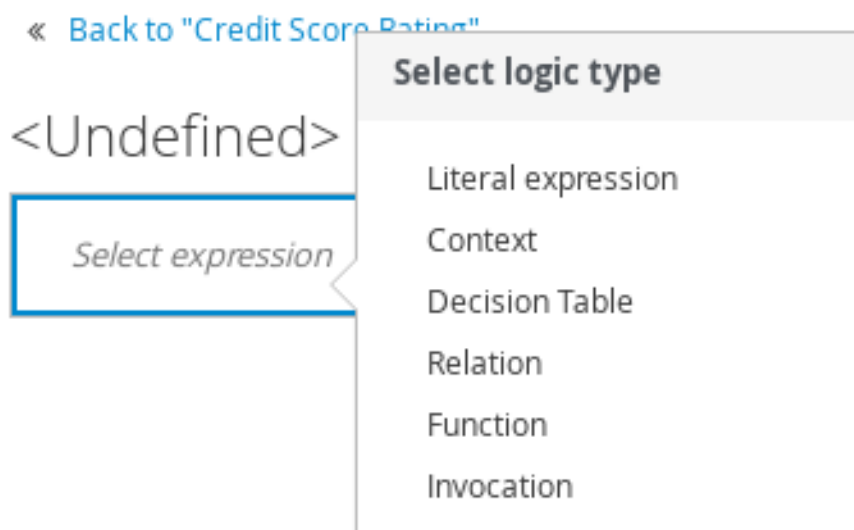 « Back to "Credit Score Rating"
Select logic type
<Undefined>
Literal expression
Context
Select expression
Decision Table
Relation
Function
Invocation